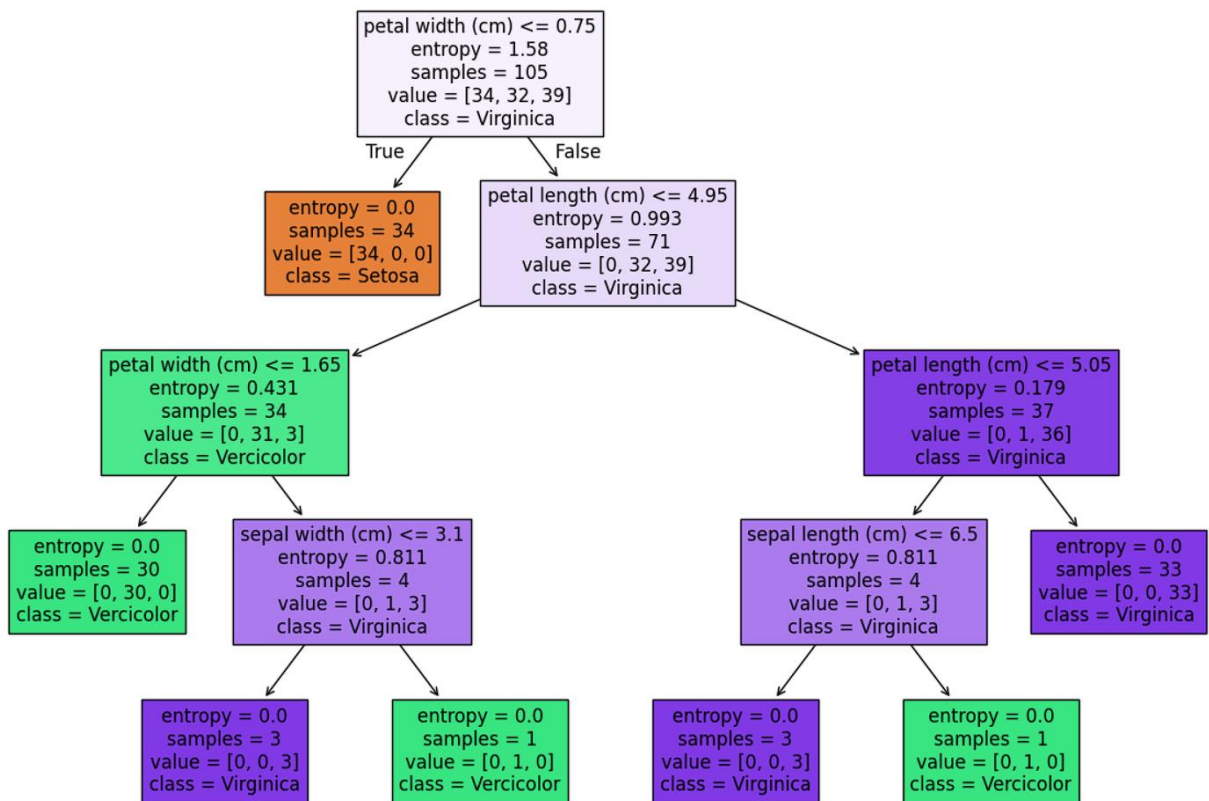 petal width (cm) <= 0.75
entropy = 1.58
samples = 105
value = [34, 32, 39]
class = Virginica
True
False
entropy = 0.0
samples = 34
value = [34, 0, 0]
class = Setosa
petal length (cm) <= 4.95
entropy = 0.993
samples = 71
value = [0, 32, 39]
class = Virginica
petal width (cm) <= 1.65
entropy = 0.431
samples = 34
value = [0, 31, 3]
class = Vercicolor
petal length (cm) <= 5.05
entropy = 0.179
samples = 37
value = [0, 1, 36]
class = Virginica
entropy = 0.0
samples = 30
value = [0, 30, 0]
class = Vercicolor
sepal width (cm) <= 3.1
entropy = 0.811
samples = 4
value = [0, 1, 3]
class = Virginica
sepal length (cm) <= 6.5
entropy = 0.811
samples = 4
value = [0, 1, 3]
class = Virginica
entropy = 0.0
samples = 33
value = [0, 0, 33]
class = Virginica
entropy = 0.0
samples = 3
value = [0, 0, 3]
class = Virginica
entropy = 0.0
samples = 1
value = [0, 1, 0]
class = Vercicolor
entropy = 0.0
samples = 3
value = [0, 0, 3]
class = Virginica
entropy = 0.0
samples = 1
value = [0, 1, 0]
class = Vercicolor